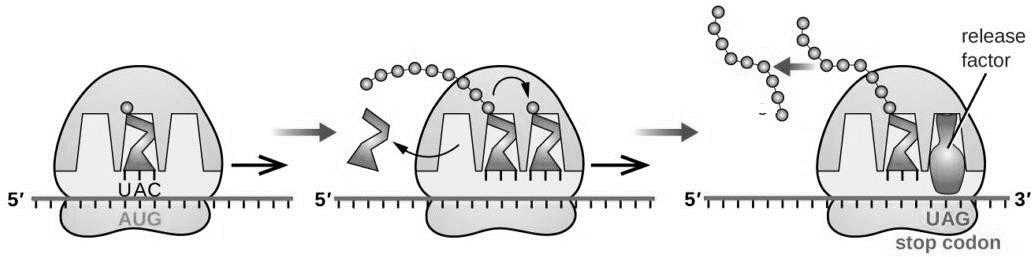 release
factor
UAC
5′
AUG
5′
5′
3′
UAG
stop codon